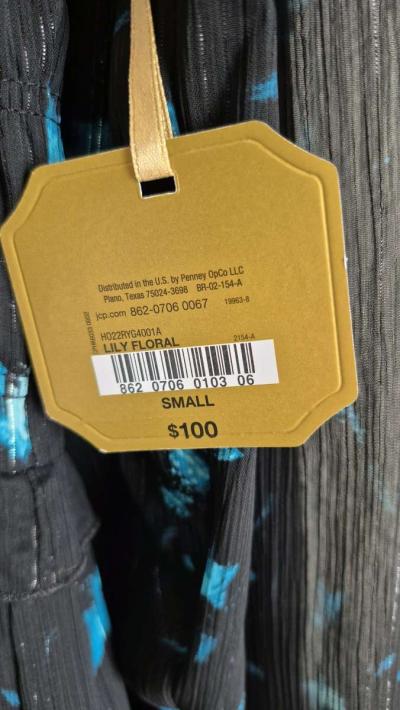 Distributed in the U.S. by Penney OpCo LLC
Plano, Texas 75024-3698 BR-02-154-A
jcp.com 862-0706 0067 19963-8
H022RYG4001A
LILY FLORAL 2154-A
862 0706 0103 06
SMALL
$100